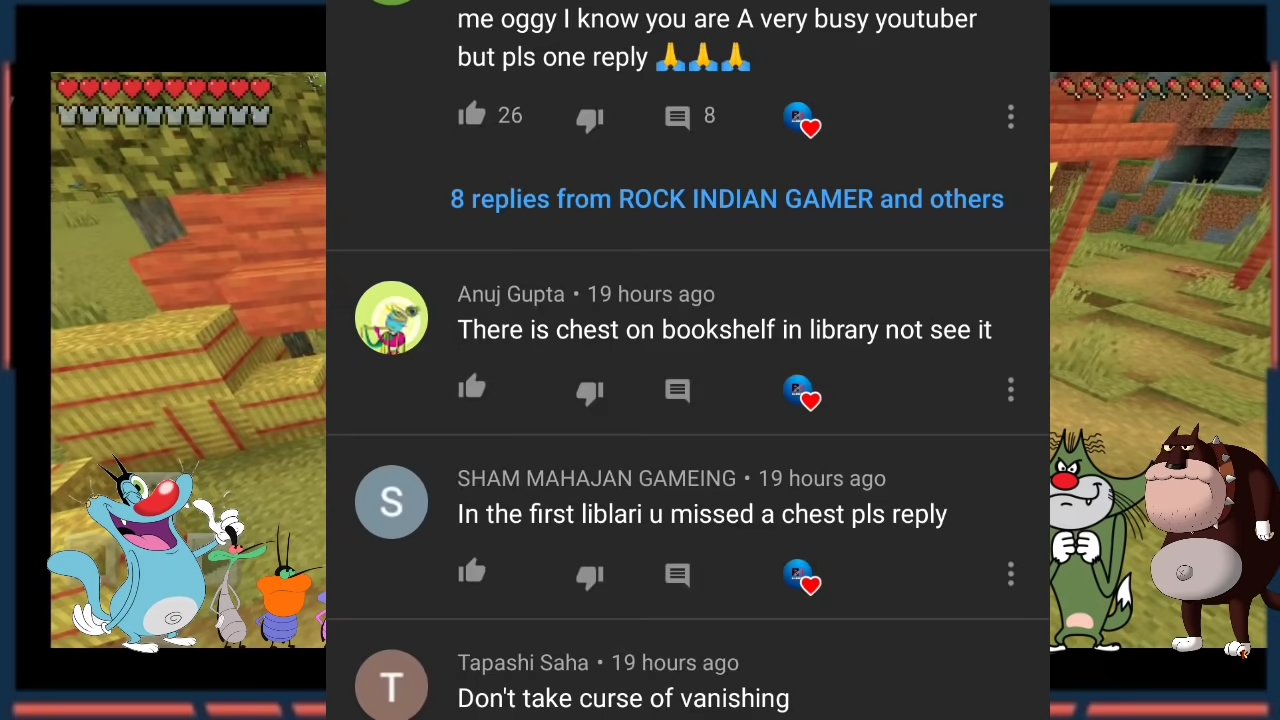 me oggy I know you are A very busy youtuber
but pls one reply 🙏🙏🙏
26
8
8 replies from ROCK INDIAN GAMER and others
Anuj Gupta • 19 hours ago
There is chest on bookshelf in library not see it
SHAM MAHAJAN GAMEING • 19 hours ago
S
In the first liblari u missed a chest pls reply
Tapashi Saha • 19 hours ago
T
Don't take curse of vanishing